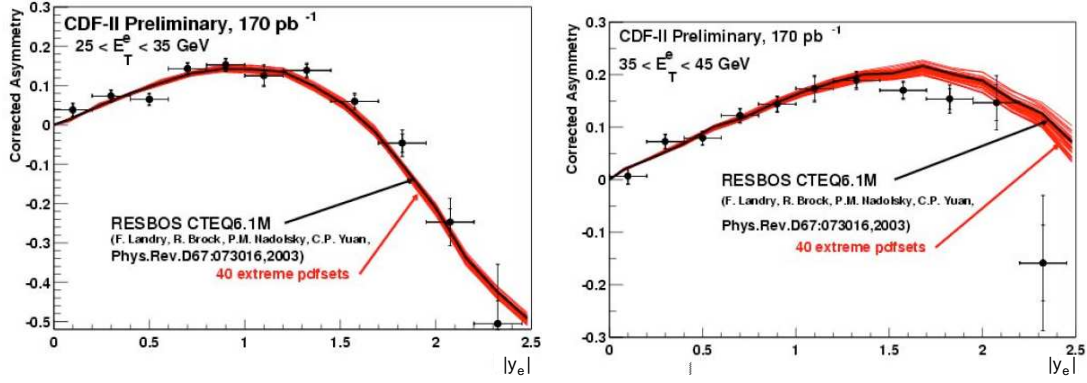 CDF-II Preliminary, 170 pb -1
25 < E e T < 35 GeV
Corrected Asymmetry
0.3
0.2
0.1
0
-0.1
-0.2
-0.3
-0.4
-0.5
RESBOS CTEQ6.1M
(F. Landry, R. Brock, P.M. Nadolsky, C.P. Yuan,
Phys.Rev.D67:073016,2003)
40 extreme pdfsets
0 0.5 1 1.5 2 2.5
|y_e|
CDF-II Preliminary, 170 pb -1
35 < E e T < 45 GeV
Corrected Asymmetry
0.3
0.2
0.1
0
-0.1
-0.2
-0.3
RESBOS CTEQ6.1M
(F. Landry, R. Brock, P.M. Nadolsky, C.P. Yuan,
Phys.Rev.D67:073016,2003)
40 extreme pdfsets
0 0.5 1 1.5 2 2.5
|y_e|